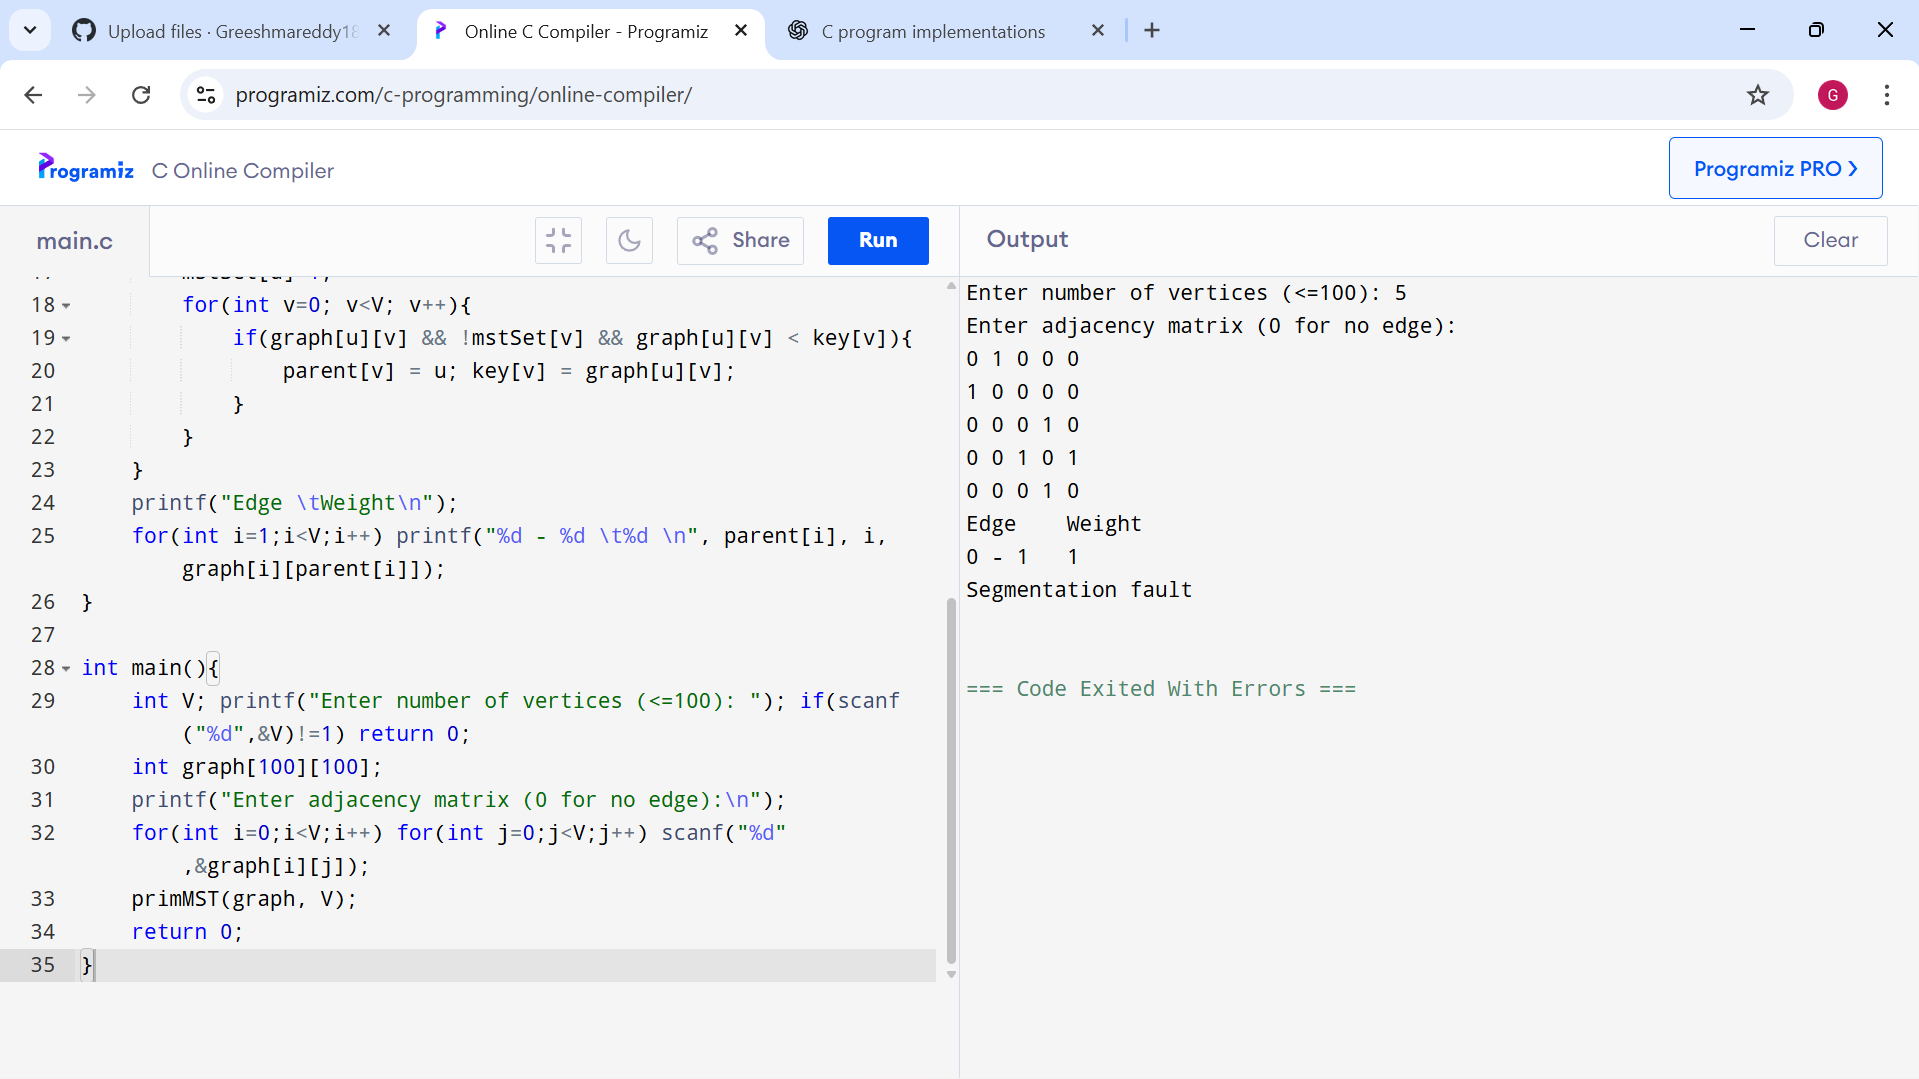 Upload files · Greeshmareddy18
Online C Compiler - Programiz
C program implementations
programiz.com/c-programming/online-compiler/
G
Programiz
C Online Compiler
Programiz PRO
main.c
Share
Run
Output
Clear
18 for(int v=0; v<V; v++){
19 if(graph[u][v] && !mstSet[v] && graph[u][v] < key[v]){
20 parent[v] = u; key[v] = graph[u][v];
21 }
22 }
23 }
24 printf("Edge \tWeight\n");
25 for(int i=1;i<V;i++) printf("%d - %d \t%d \n", parent[i], i,
graph[i][parent[i]]);
26 }
27
28 int main(){
29 int V; printf("Enter number of vertices (<=100): "); if(scanf
("%d",&V)!=1) return 0;
30 int graph[100][100];
31 printf("Enter adjacency matrix (0 for no edge):\n");
32 for(int i=0;i<V;i++) for(int j=0;j<V;j++) scanf("%d"
,&graph[i][j]);
33 primMST(graph, V);
34 return 0;
35 }
Enter number of vertices (<=100): 5
Enter adjacency matrix (0 for no edge):
0 1 0 0 0
1 0 0 0 0
0 0 0 1 0
0 0 1 0 1
0 0 0 1 0
Edge Weight
0 - 1 1
Segmentation fault
=== Code Exited With Errors ===